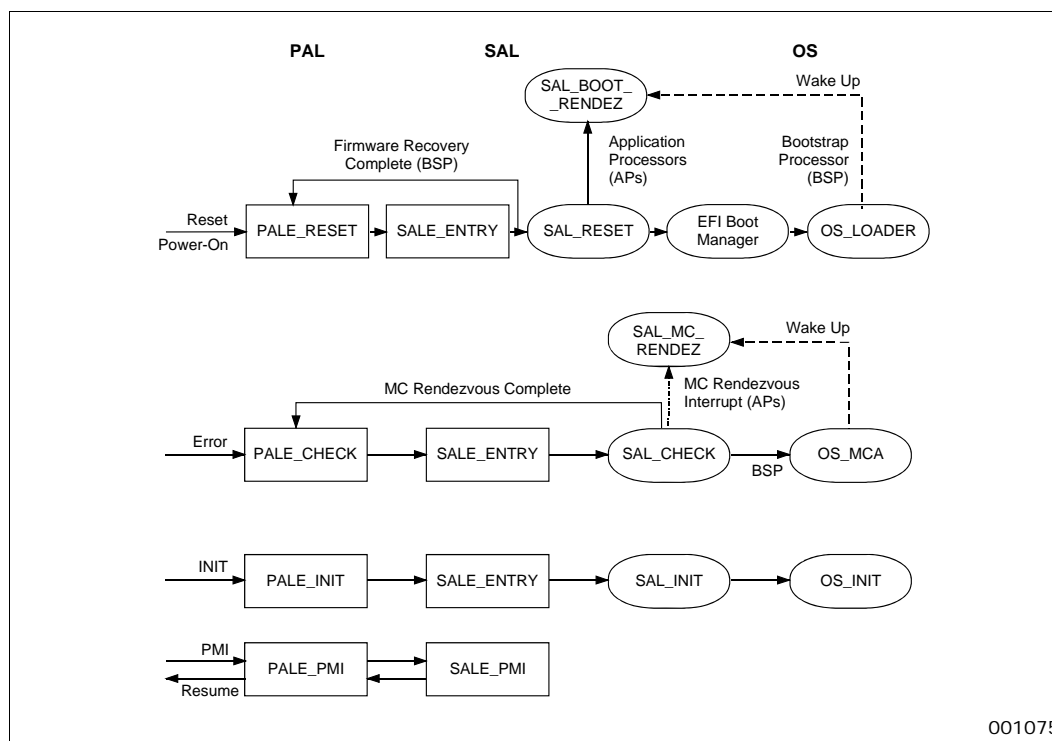 PAL SAL OS
SAL_BOOT_
_RENDEZ
Wake Up
Firmware Recovery
Complete (BSP)
Application
Processors
(APs)
Bootstrap
Processor
(BSP)
Reset
Power-On
PALE_RESET
SALE_ENTRY
SAL_RESET
EFI Boot
Manager
OS_LOADER
SAL_MC_
RENDEZ
Wake Up
MC Rendezvous Complete
MC Rendezvous
Interrupt (APs)
Error
PALE_CHECK
SALE_ENTRY
SAL_CHECK
BSP
OS_MCA
INIT
PALE_INIT
SALE_ENTRY
SAL_INIT
OS_INIT
PMI
Resume
PALE_PMI
SALE_PMI
001075